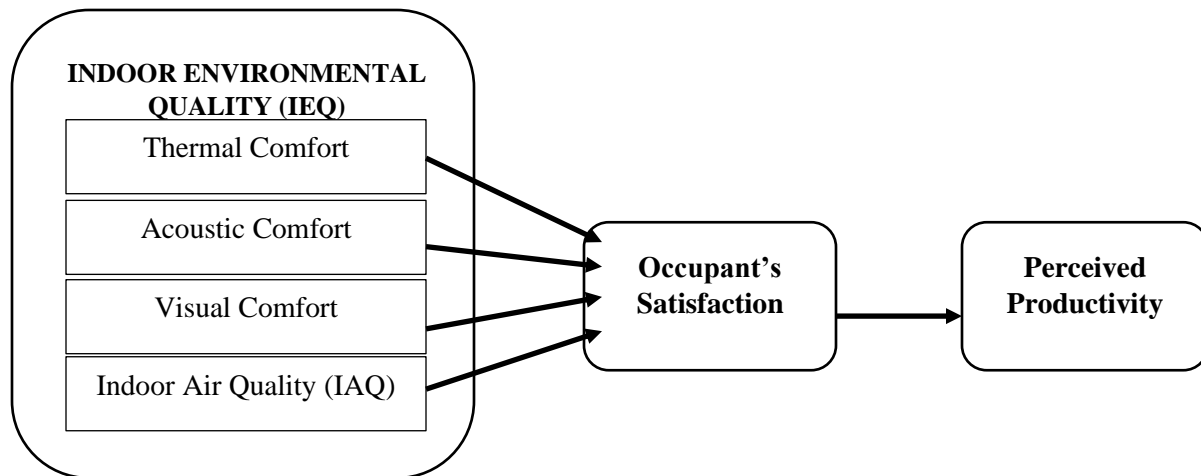 INDOOR ENVIRONMENTAL
QUALITY (IEQ)
Thermal Comfort
Acoustic Comfort
Visual Comfort
Indoor Air Quality (IAQ)
Occupant’s
Satisfaction
Perceived
Productivity